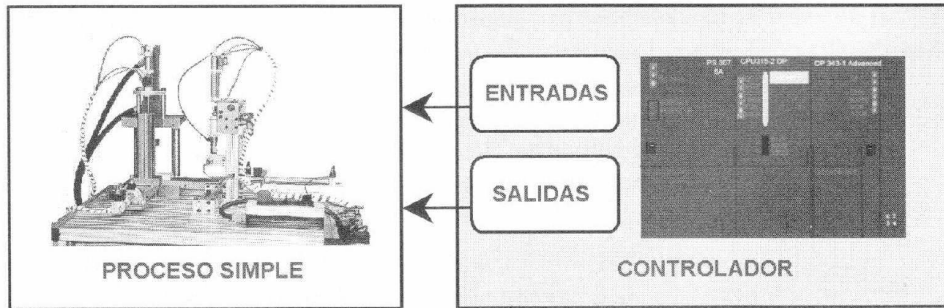 PS 307
5A
CPU315-2 DP
CP 343-1 Advanced
ENTRADAS
SALIDAS
PROCESO SIMPLE
CONTROLADOR